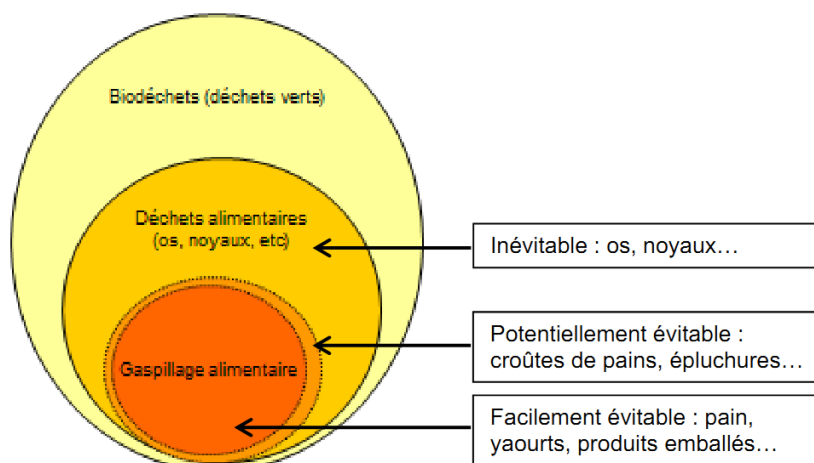 Biodéchets (déchets verts)
Déchets alimentaires
(os, noyaux, etc)
Inévitable : os, noyaux…
Potentiellement évitable :
croûtes de pains, épluchures…
Gaspillage alimentaire
Facilement évitable : pain,
yaourts, produits emballés…